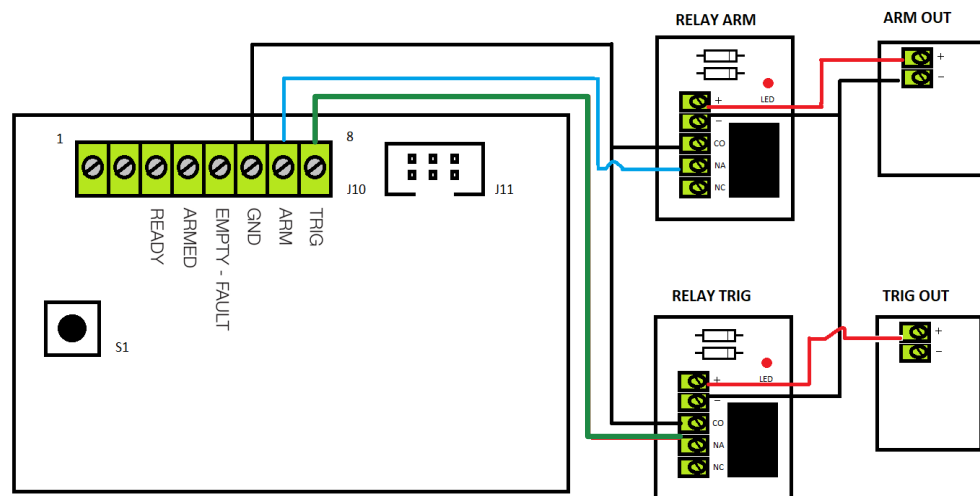 RELAY ARM
ARM OUT
+
−
LED
+
−
CO
NA
NC
1
8
J10
J11
READY
ARMED
EMPTY - FAULT
GND
ARM
TRIG
S1
RELAY TRIG
TRIG OUT
+
−
LED
+
−
CO
NA
NC